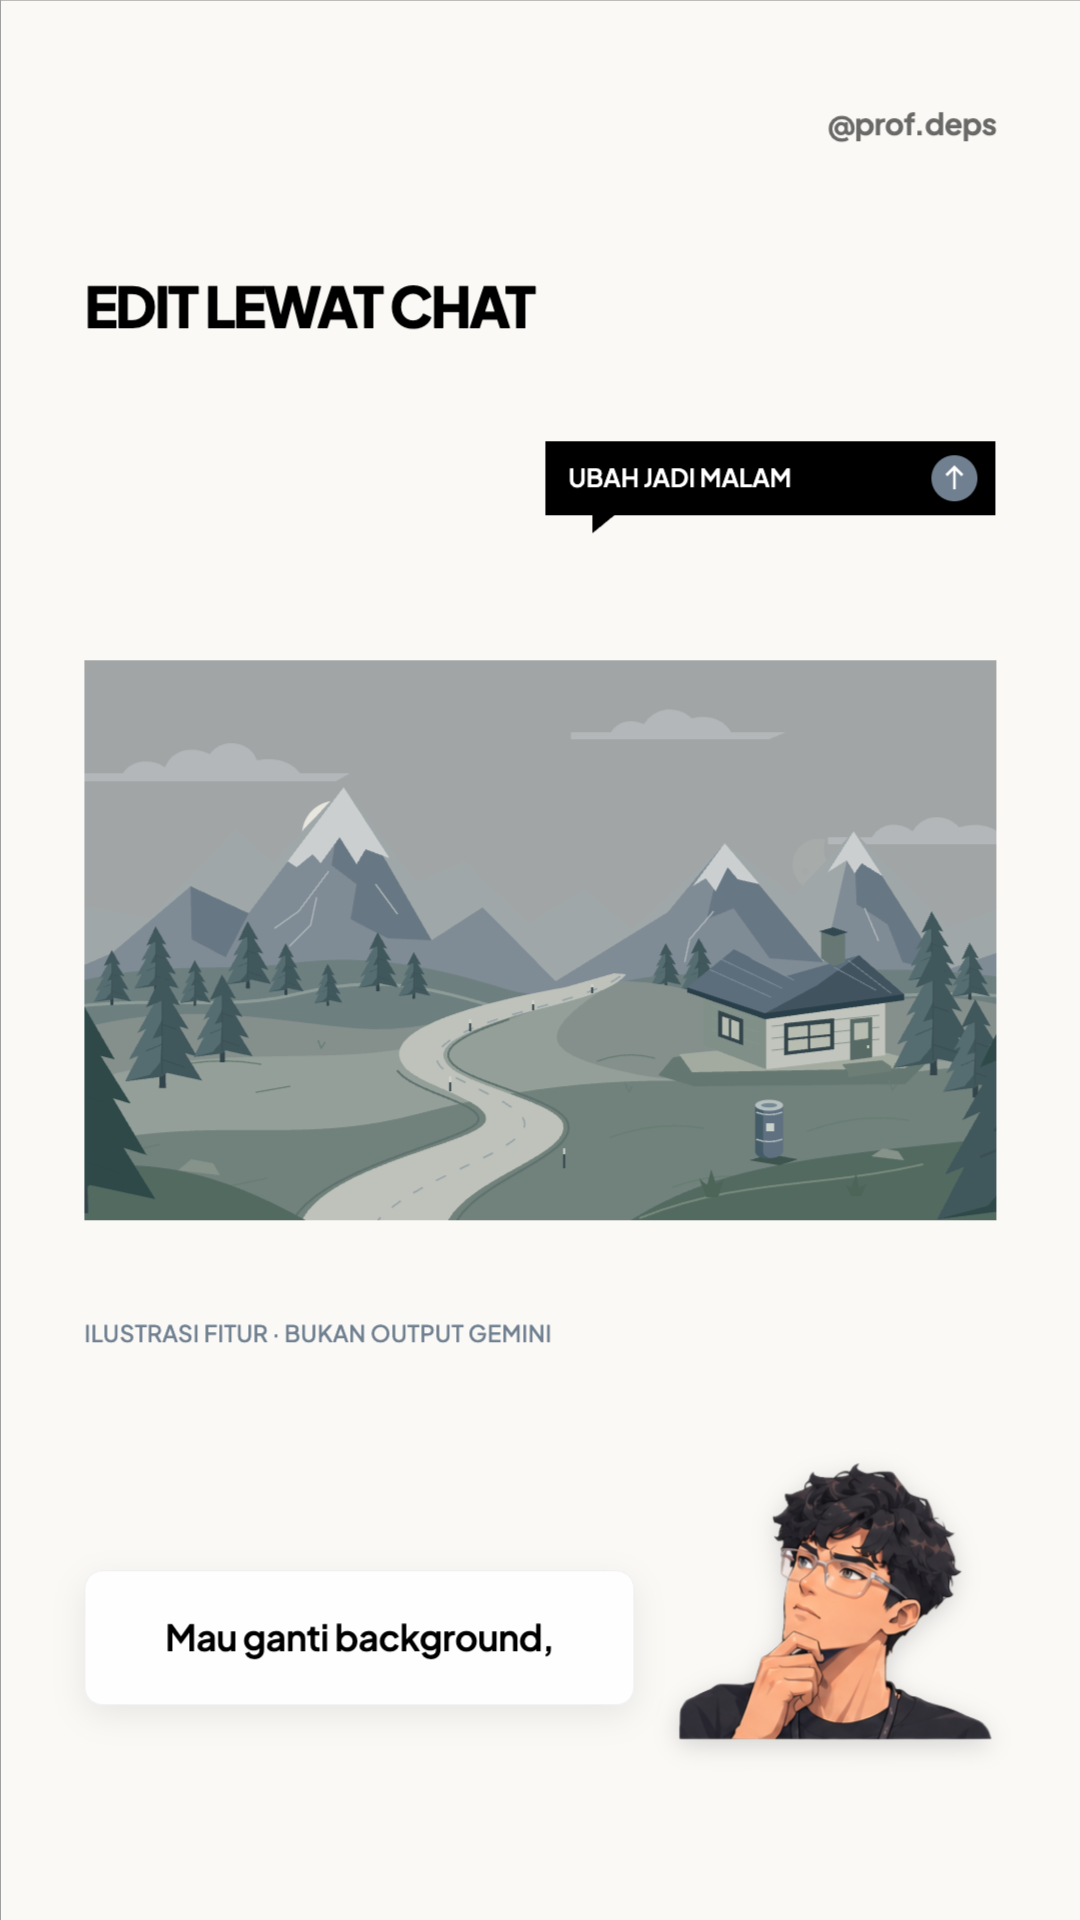 @prof.deps
EDIT LEWAT CHAT
UBAH JADI MALAM
ILUSTRASI FITUR · BUKAN OUTPUT GEMINI
Mau ganti background,